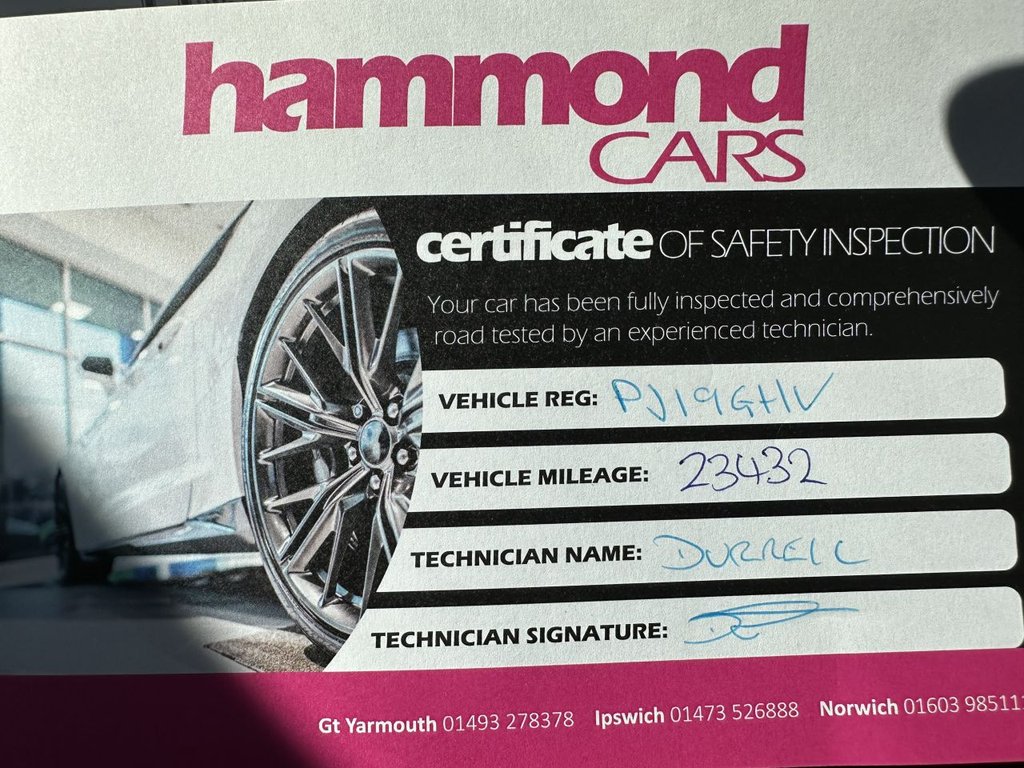 hammond
CARS
certificate OF SAFETY INSPECTION
Your car has been fully inspected and comprehensively
road tested by an experienced technician.
VEHICLE REG: PJ19GHV
VEHICLE MILEAGE: 23432
TECHNICIAN NAME: DURRELL
TECHNICIAN SIGNATURE:
Gt Yarmouth 01493 278378 Ipswich 01473 526888 Norwich 01603